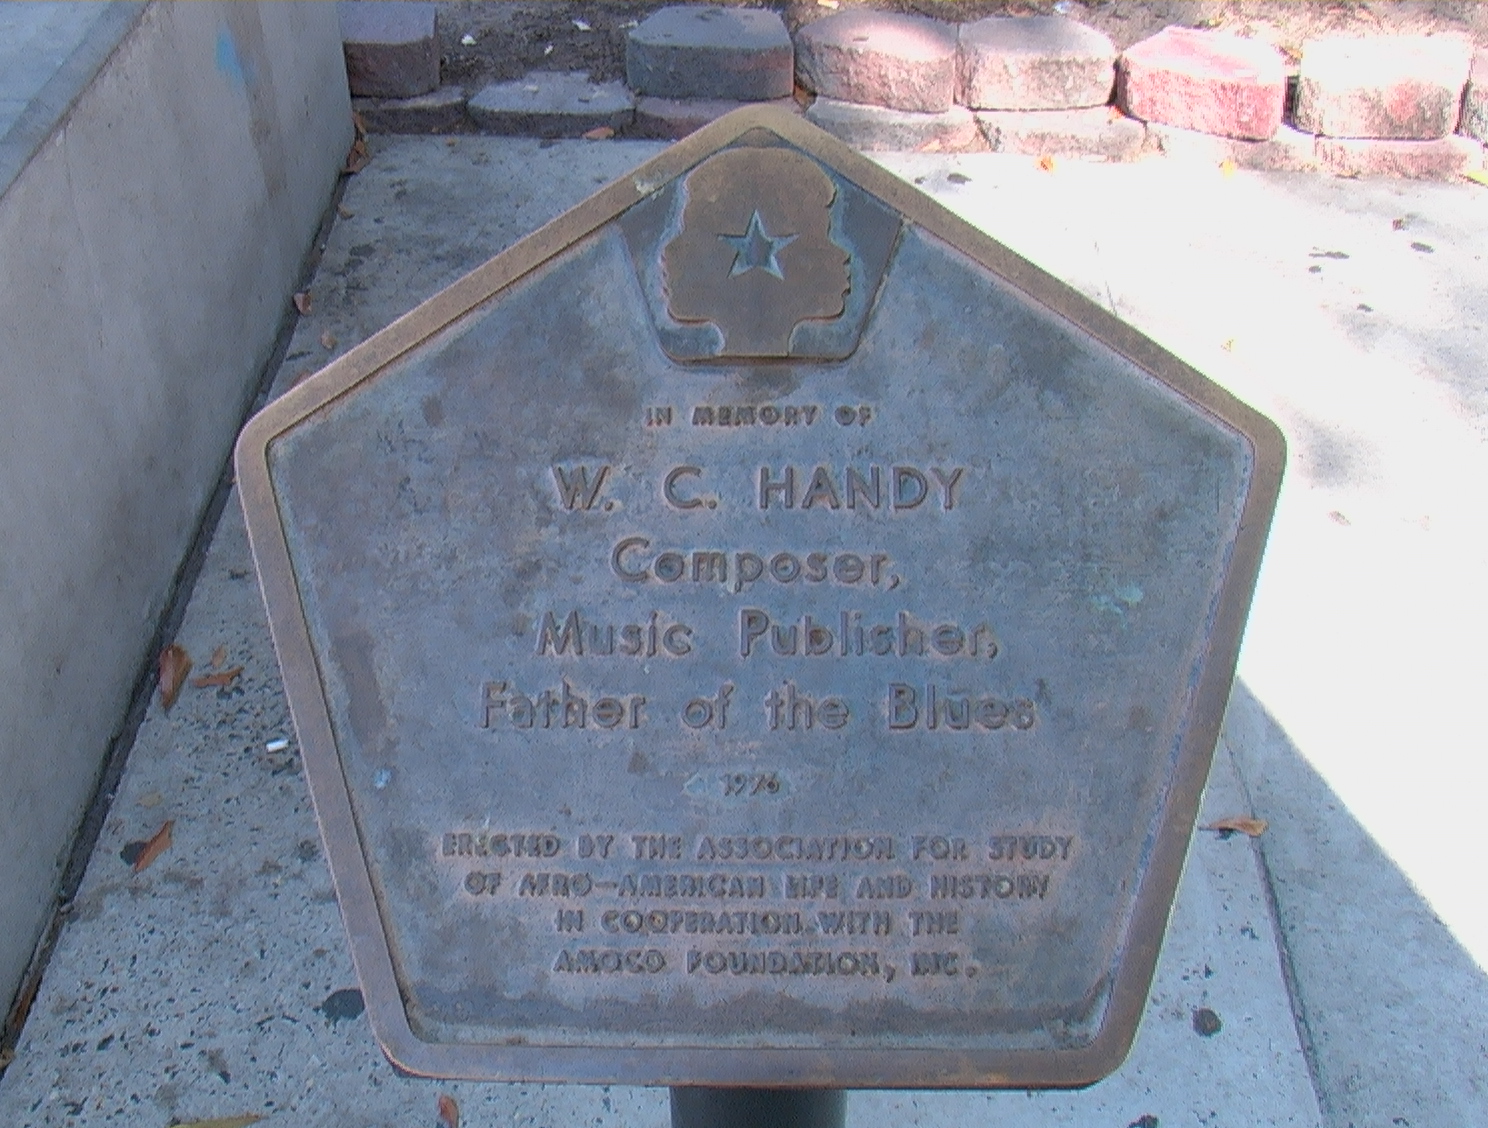 IN MEMORY OF
W. C. HANDY
Composer,
Music Publisher,
Father of the Blues
1976
ERECTED BY THE ASSOCIATION FOR STUDY
OF AFRO-AMERICAN LIFE AND HISTORY
IN COOPERATION WITH THE
AMOCO FOUNDATION, INC.